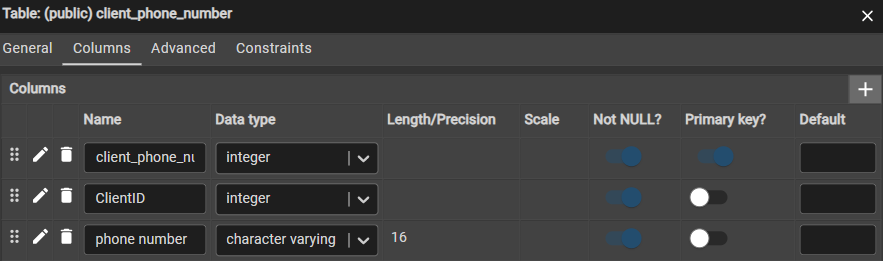 Table: (public) client_phone_number
General Columns Advanced Constraints
Columns
Name Data type Length/Precision Scale Not NULL? Primary key? Default
client_phone_nu integer
ClientID integer
phone number character varying 16